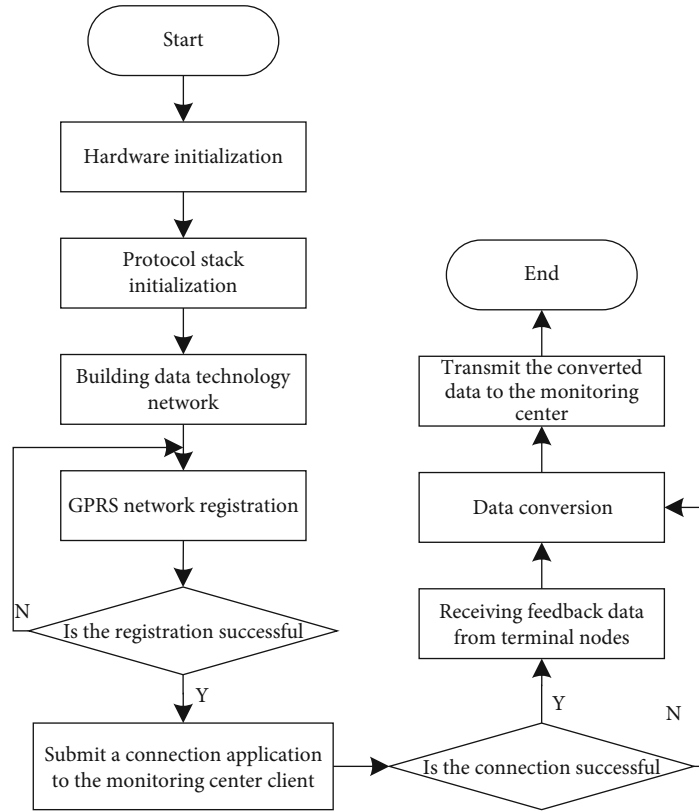 Start
Hardware initialization
Protocol stack
initialization
Building data technology
network
GPRS network registration
N
Is the registration successful
Y
Submit a connection application
to the monitoring center client
End
Transmit the converted
data to the monitoring
center
Data conversion
Receiving feedback data
from terminal nodes
Y
N
Is the connection successful